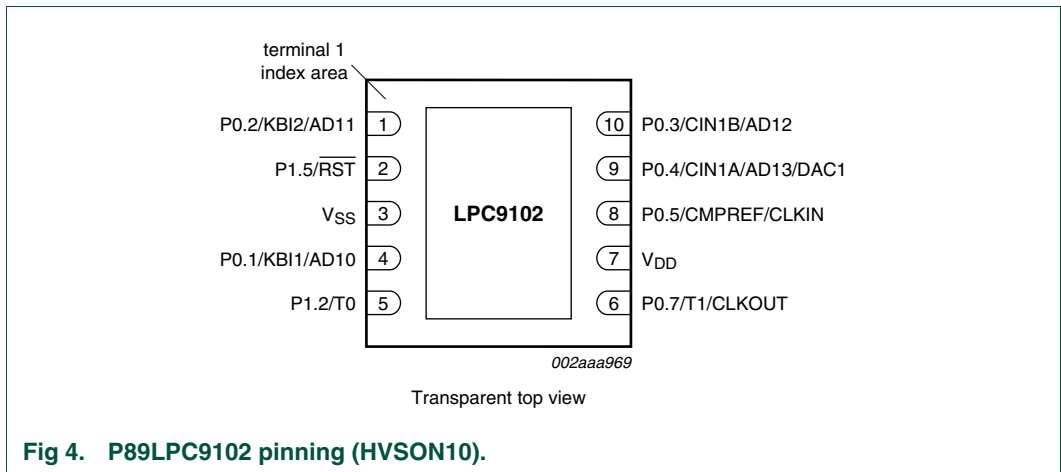 terminal 1
index area
P0.2/KBI2/AD11 1 10 P0.3/CIN1B/AD12
P1.5/RST 2 9 P0.4/CIN1A/AD13/DAC1
VSS 3 LPC9102 8 P0.5/CMPREF/CLKIN
P0.1/KBI1/AD10 4 7 VDD
P1.2/T0 5 6 P0.7/T1/CLKOUT
002aaa969
Transparent top view
Fig 4. P89LPC9102 pinning (HVSON10).